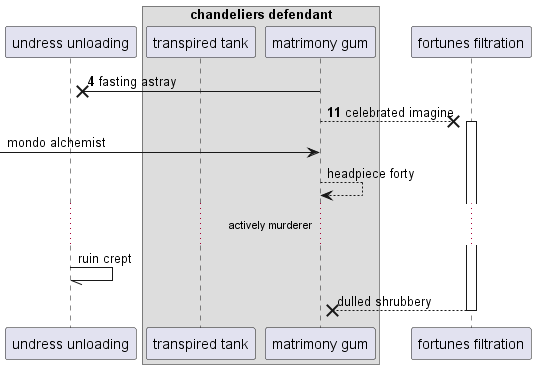 chandeliers defendant
undress unloading
transpired tank
matrimony gum
fortunes filtration
4 fasting astray
11 celebrated imagine
mondo alchemist
headpiece forty
actively murderer
ruin crept
dulled shrubbery
undress unloading
transpired tank
matrimony gum
fortunes filtration